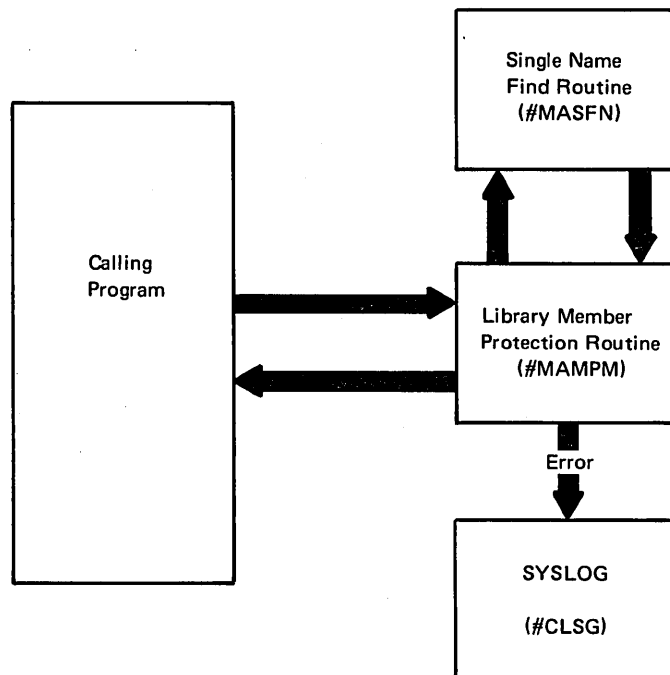 Single Name
Find Routine
(#MASFN)
Calling
Program
Library Member
Protection Routine
(#MAMPM)
Error
SYSLOG
(#CLSG)